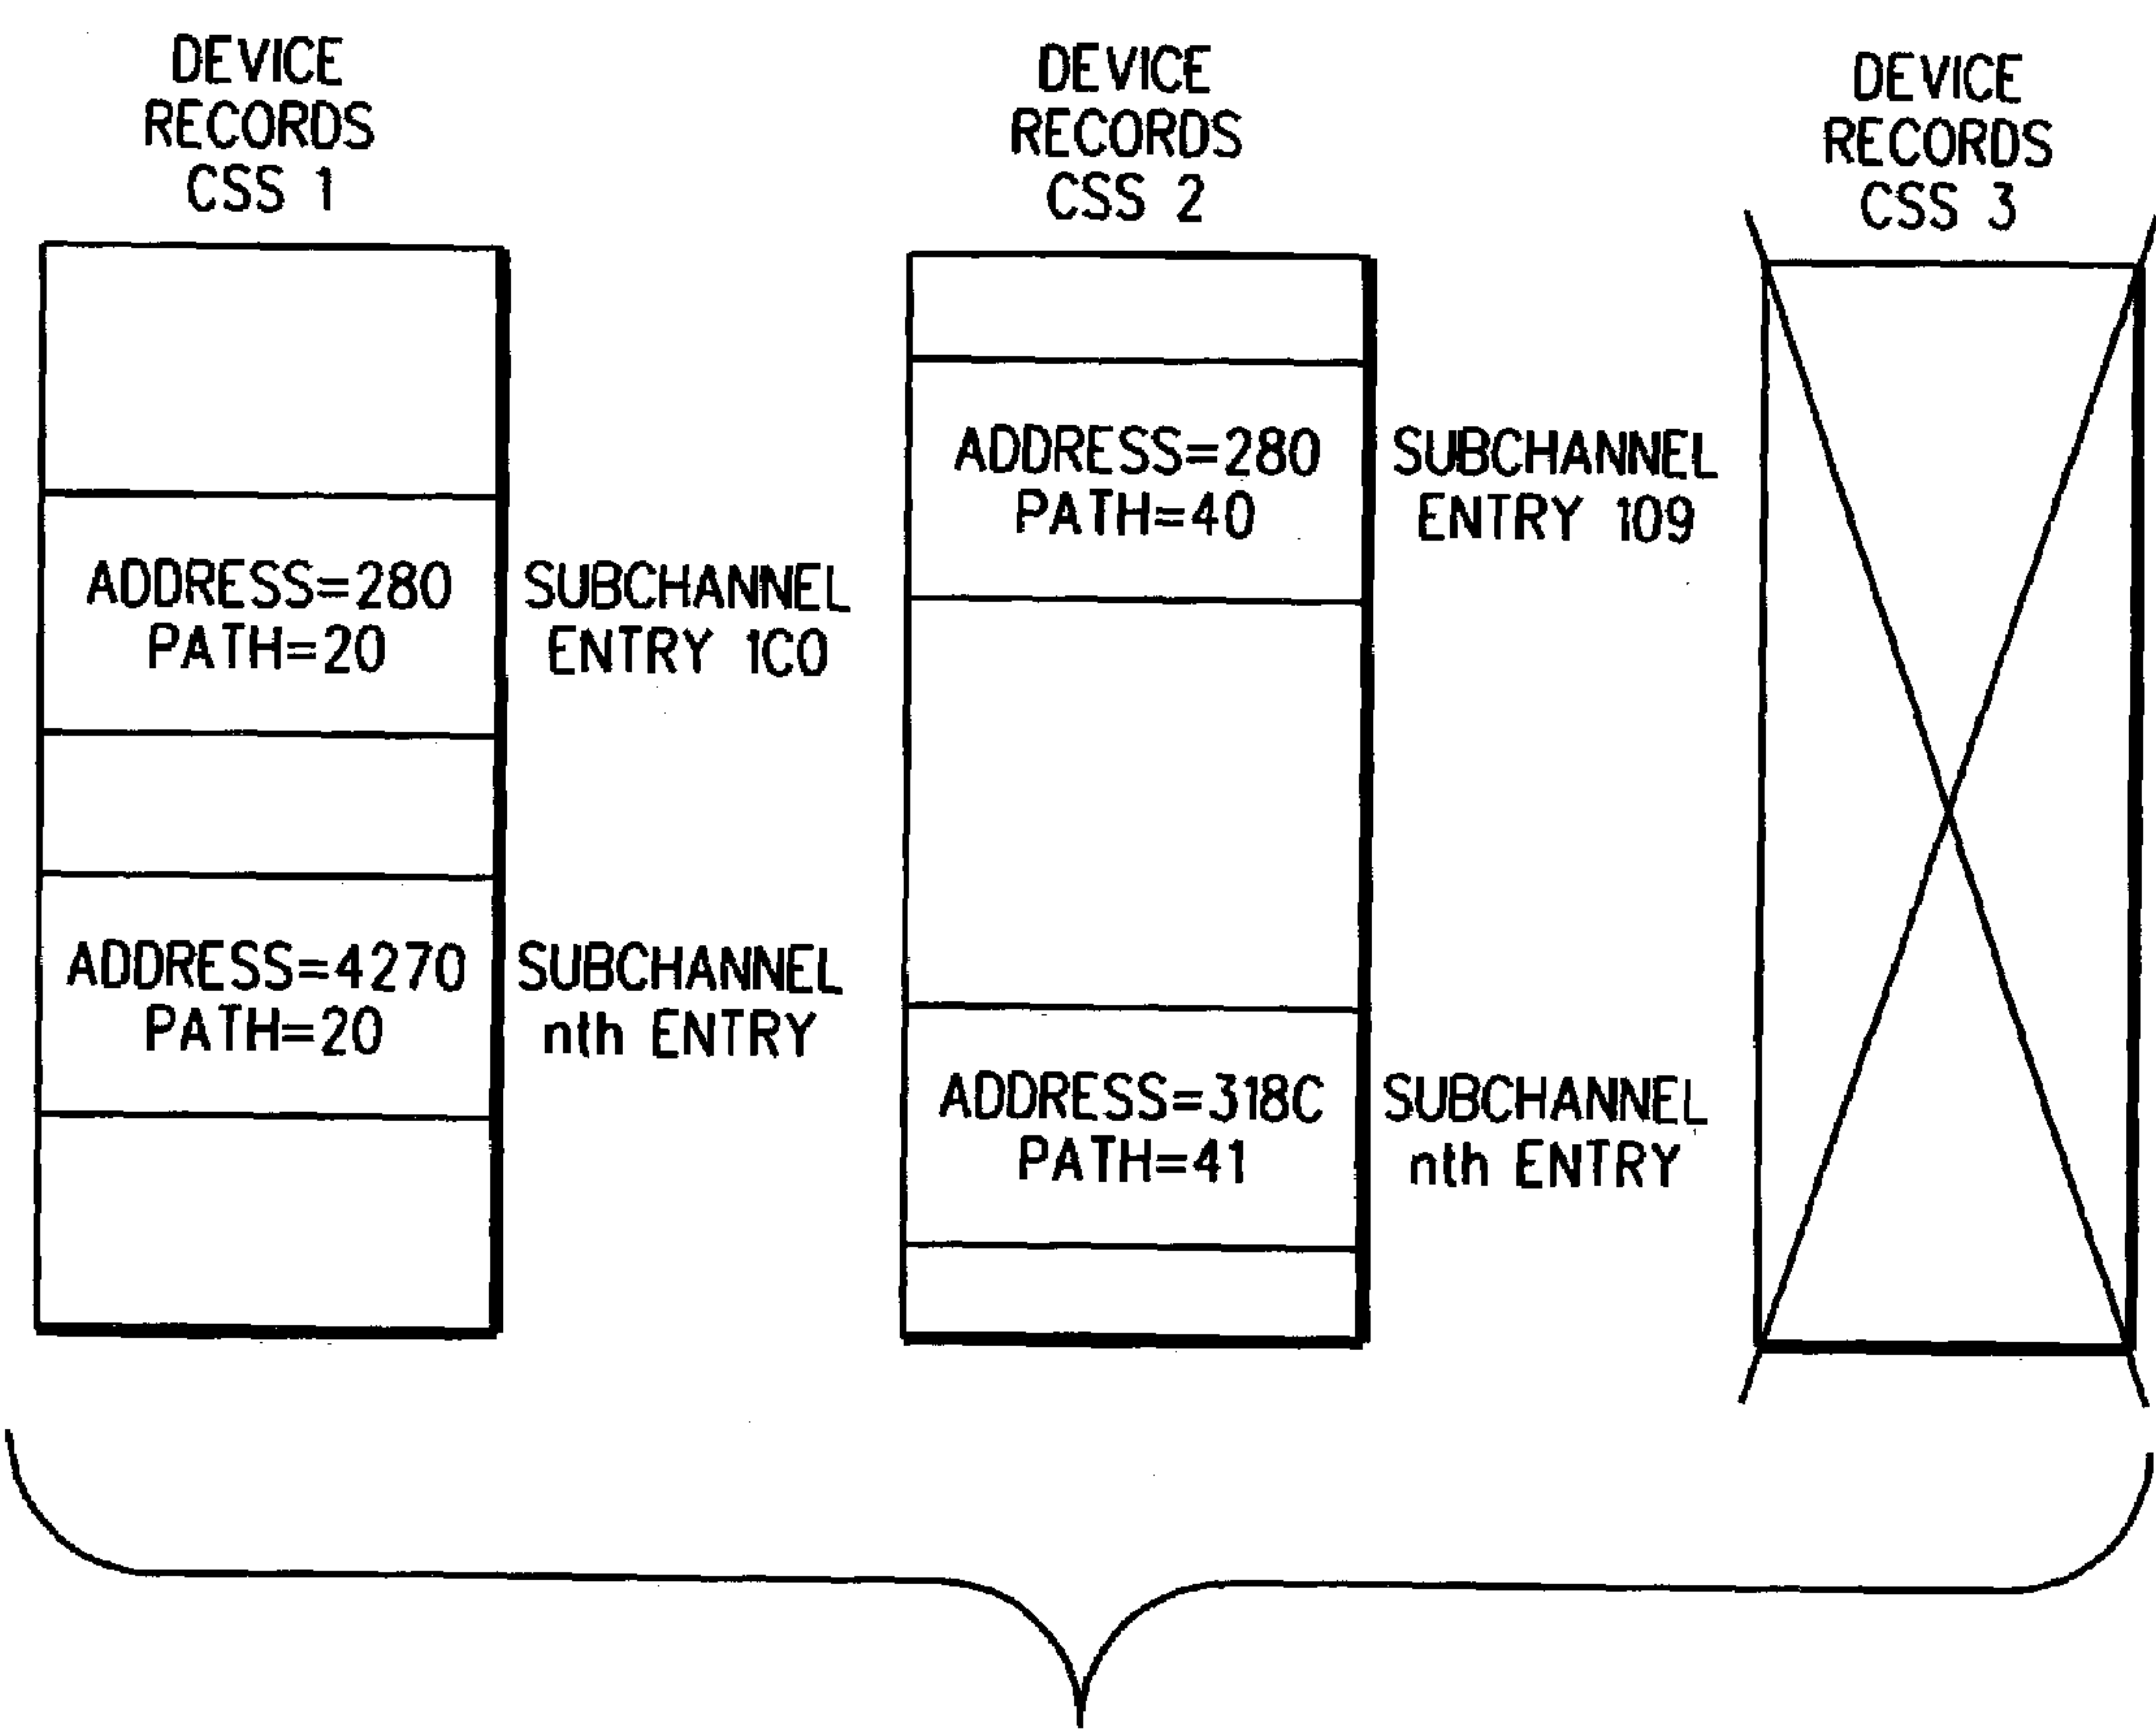 DEVICE
RECORDS
CSS 1
ADDRESS=280
PATH=20
SUBCHANNEL
ENTRY 1C0
ADDRESS=4270
PATH=20
SUBCHANNEL
nth ENTRY
DEVICE
RECORDS
CSS 2
ADDRESS=280
PATH=40
SUBCHANNEL
ENTRY 109
ADDRESS=318C
PATH=41
SUBCHANNEL
nth ENTRY
DEVICE
RECORDS
CSS 3